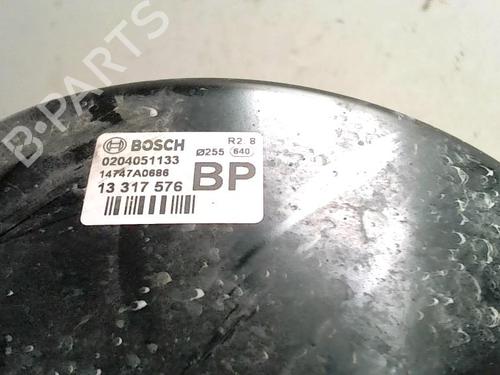 BOSCH
R2.8
0204051133
Ø255 640
14747A0686
13 317 576
BP
B-PARTS